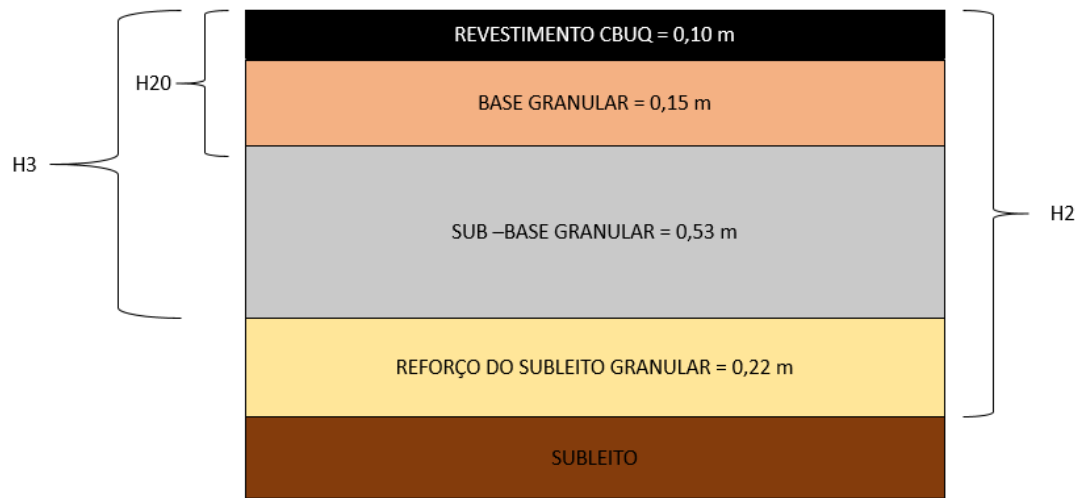 REVESTIMENTO CBUQ = 0,10 m
H20
BASE GRANULAR = 0,15 m
H3
H2
SUB –BASE GRANULAR = 0,53 m
REFORÇO DO SUBLEITO GRANULAR = 0,22 m
SUBLEITO